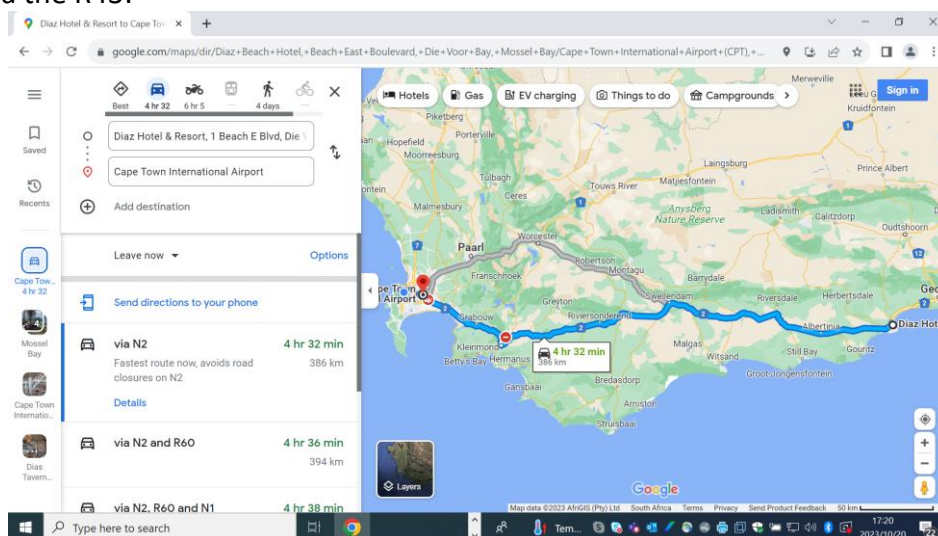 Diaz Hotel & Resort to Cape Tow
google.com/maps/dir/Diaz+Beach+Hotel,+Beach+East+Boulevard,+Die+Voor+Bay,+Mossel+Bay/Cape+Town+International+Airport+(CPT),+...
Best 4 hr 32 6 hr 5 4 days
Hotels Gas EV charging Things to do Campgrounds
Sign in
Saved
Recents
Cape Tow...
4 hr 32
4
Mossel
Bay
Cape Town
Internatio...
Dias
Tavern...
Diaz Hotel & Resort, 1 Beach E Blvd, Die V
Cape Town International Airport
Add destination
Leave now Options
Send directions to your phone
via N2 4 hr 32 min
Fastest route now, avoids road 386 km
closures on N2
Details
via N2 and R60 4 hr 36 min
394 km
via N2, R60 and N1 4 hr 38 min
Merweville
Kruidfontein
Piketberg
Porterville
Hopefield
Moorreesburg
Laingsburg
Prince Albert
Tulbagh
Touws River
Matjiesfontein
Ceres
Malmesbury
Anysberg
Nature Reserve
Ladismith
Calitzdorp
Oudtshoorn
Worcester
Paarl
Robertson
Montagu
Franschhoek
Barrydale
Swellendam
Riversdale
Herbertsdale
Greyton
Grabouw
Riviersonderend
Albertinia
Diaz Hot
Kleinmond
Malgas
Still Bay
Gouritz
Betty's Bay
Hermanus
4 hr 32 min
386 km
Witsand
Groot Jongensfontein
Bredasdorp
Gansbaai
Arniston
Struisbaai
Layers
Google
Map data ©2023 AfriGIS (Pty) Ltd South Africa Terms Privacy Send Product Feedback 50 km
Type here to search
Tem...
17:20
2023/10/20
22